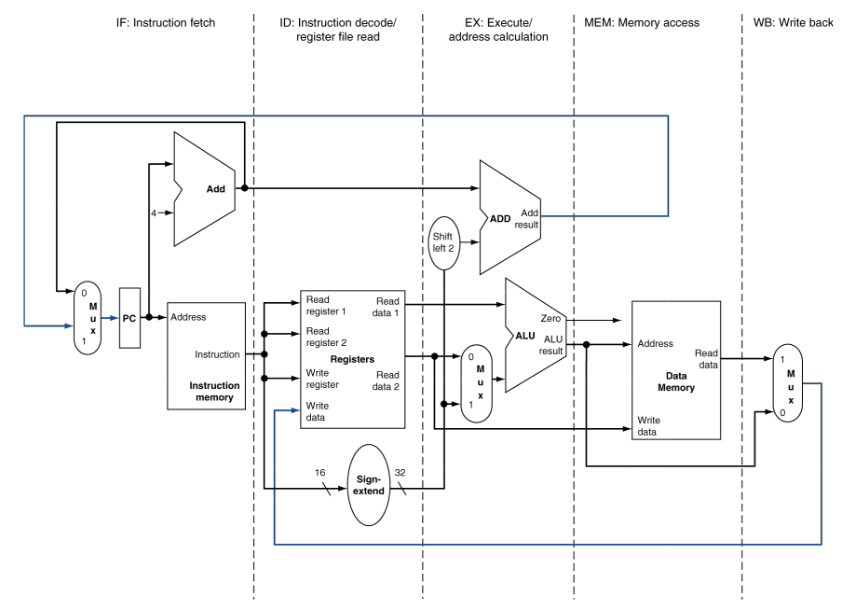 IF: Instruction fetch
ID: Instruction decode/
register file read
EX: Execute/
address calculation
MEM: Memory access
WB: Write back
Add
4
ADD
Add
result
Shift
left 2
0
M
u
x
1
PC
Address
Instruction
Instruction
memory
Read
register 1
Read
data 1
Read
register 2
Registers
Write
register
Read
data 2
Write
data
16
Sign-
extend
32
0
M
u
x
1
Zero
ALU
ALU
result
Address
Read
data
Data
Memory
Write
data
1
M
u
x
0